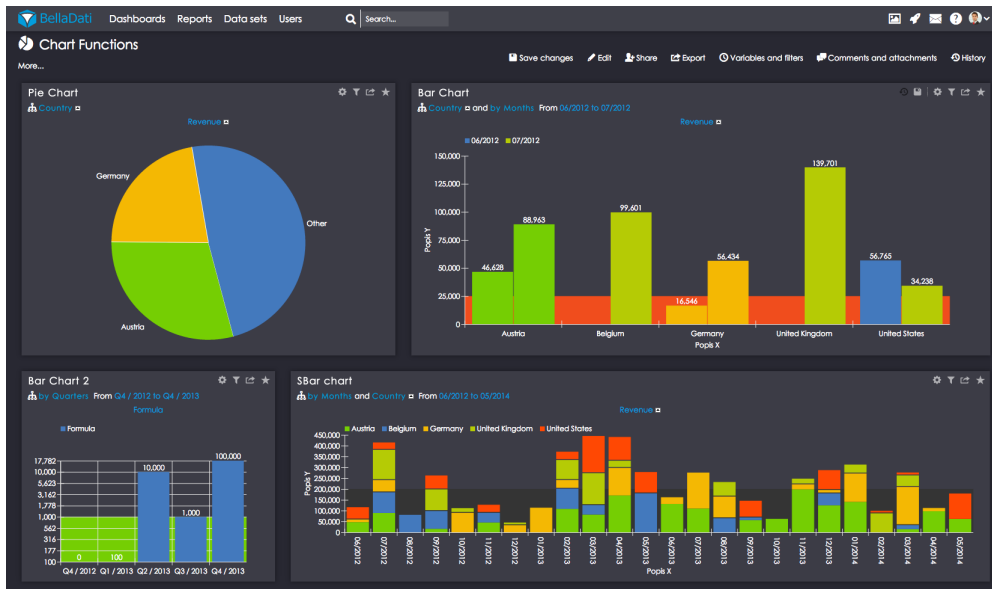 BellaDati Dashboards Reports Data sets Users Search...
Chart Functions
More...
Save changes Edit Share Export Variables and filters Comments and attachments History
Pie Chart
Country
Revenue
Germany
Other
Austria
Bar Chart
Country and by Months From 06/2012 to 07/2012
Revenue
06/2012 07/2012
150,000
125,000
100,000
75,000
50,000
25,000
0
Popis Y
46,628
88,963
99,601
16,546
56,434
139,701
56,765
34,238
Austria Belgium Germany United Kingdom United States
Popis X
Bar Chart 2
by Quarters From Q4 / 2012 to Q4 / 2013
Formula
Formula
17,782
10,000
5,623
3,162
1,778
1,000
562
316
177
100
0
100
10,000
1,000
100,000
Q4 / 2012 Q1 / 2013 Q2 / 2013 Q3 / 2013 Q4 / 2013
SBar chart
by Months and Country From 06/2012 to 05/2014
Revenue
Austria Belgium Germany United Kingdom United States
450,000
400,000
350,000
300,000
250,000
200,000
150,000
100,000
50,000
0
Popis Y
06/2012
07/2012
08/2012
09/2012
10/2012
11/2012
12/2012
01/2013
02/2013
03/2013
04/2013
05/2013
06/2013
07/2013
08/2013
09/2013
10/2013
11/2013
12/2013
01/2014
02/2014
03/2014
04/2014
05/2014
Popis X